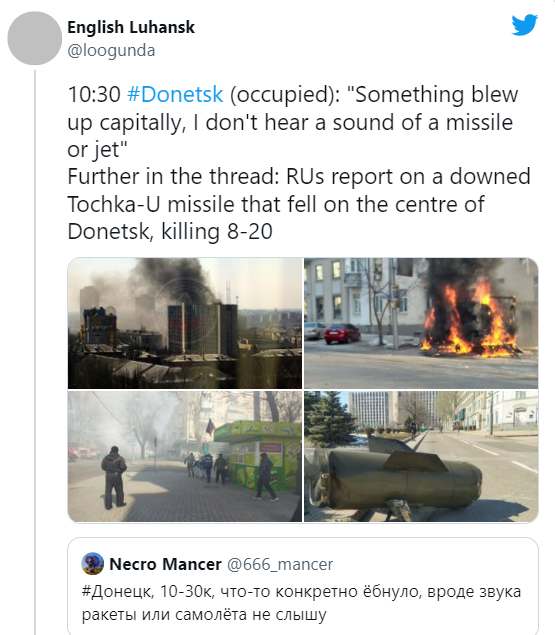 English Luhansk
@loogunda
10:30 #Donetsk (occupied): "Something blew
up capitally, I don't hear a sound of a missile
or jet"
Further in the thread: RUs report on a downed
Tochka-U missile that fell on the centre of
Donetsk, killing 8-20
Necro Mancer @666_mancer
#Донецк, 10-30к, что-то конкретно ёбнуло, вроде звука
ракеты или самолёта не слышу